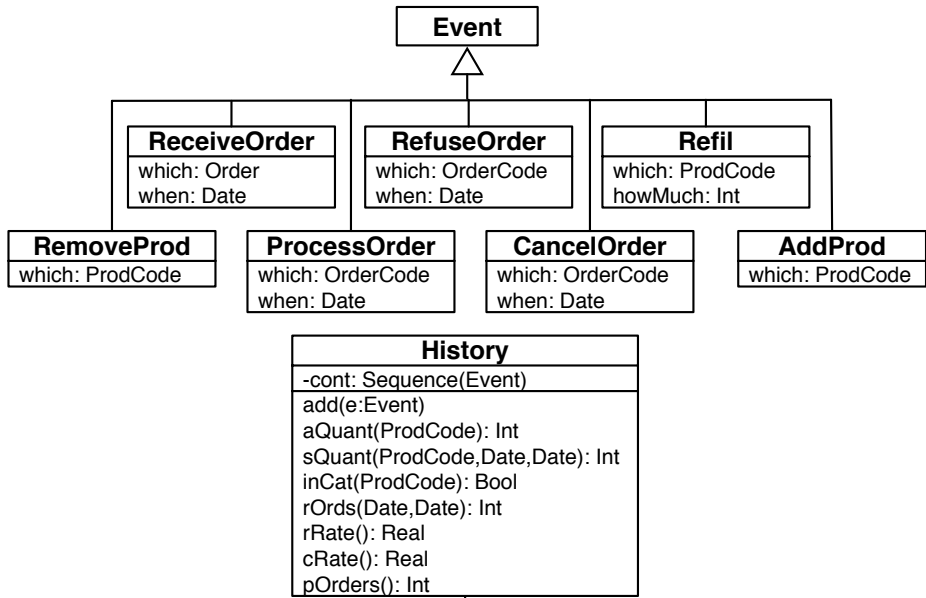 Event
ReceiveOrder
which: Order
when: Date
RefuseOrder
which: OrderCode
when: Date
Refil
which: ProdCode
howMuch: Int
RemoveProd
which: ProdCode
ProcessOrder
which: OrderCode
when: Date
CancelOrder
which: OrderCode
when: Date
AddProd
which: ProdCode
History
-cont: Sequence(Event)
add(e:Event)
aQuant(ProdCode): Int
sQuant(ProdCode,Date,Date): Int
inCat(ProdCode): Bool
rOrds(Date,Date): Int
rRate(): Real
cRate(): Real
pOrders(): Int